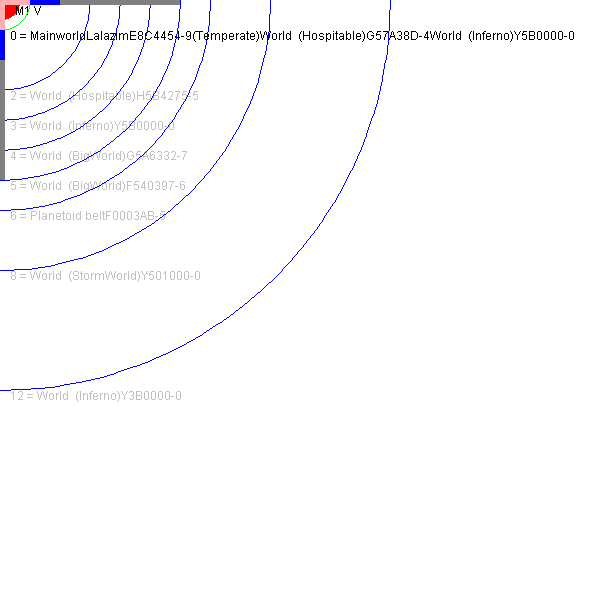 M1 V
0 = MainworldLalazimE8C4454-9(Temperate)World (Hospitable)G57A38D-4World (Inferno)Y5B0000-0
2 = World (Hospitable)H5B4275-5
3 = World (Inferno)Y5B0000-0
4 = World (BigWorld)G5A6332-7
5 = World (BigWorld)F540397-6
6 = Planetoid beltF0003AB-5
8 = World (StormWorld)Y501000-0
12 = World (Inferno)Y3B0000-0